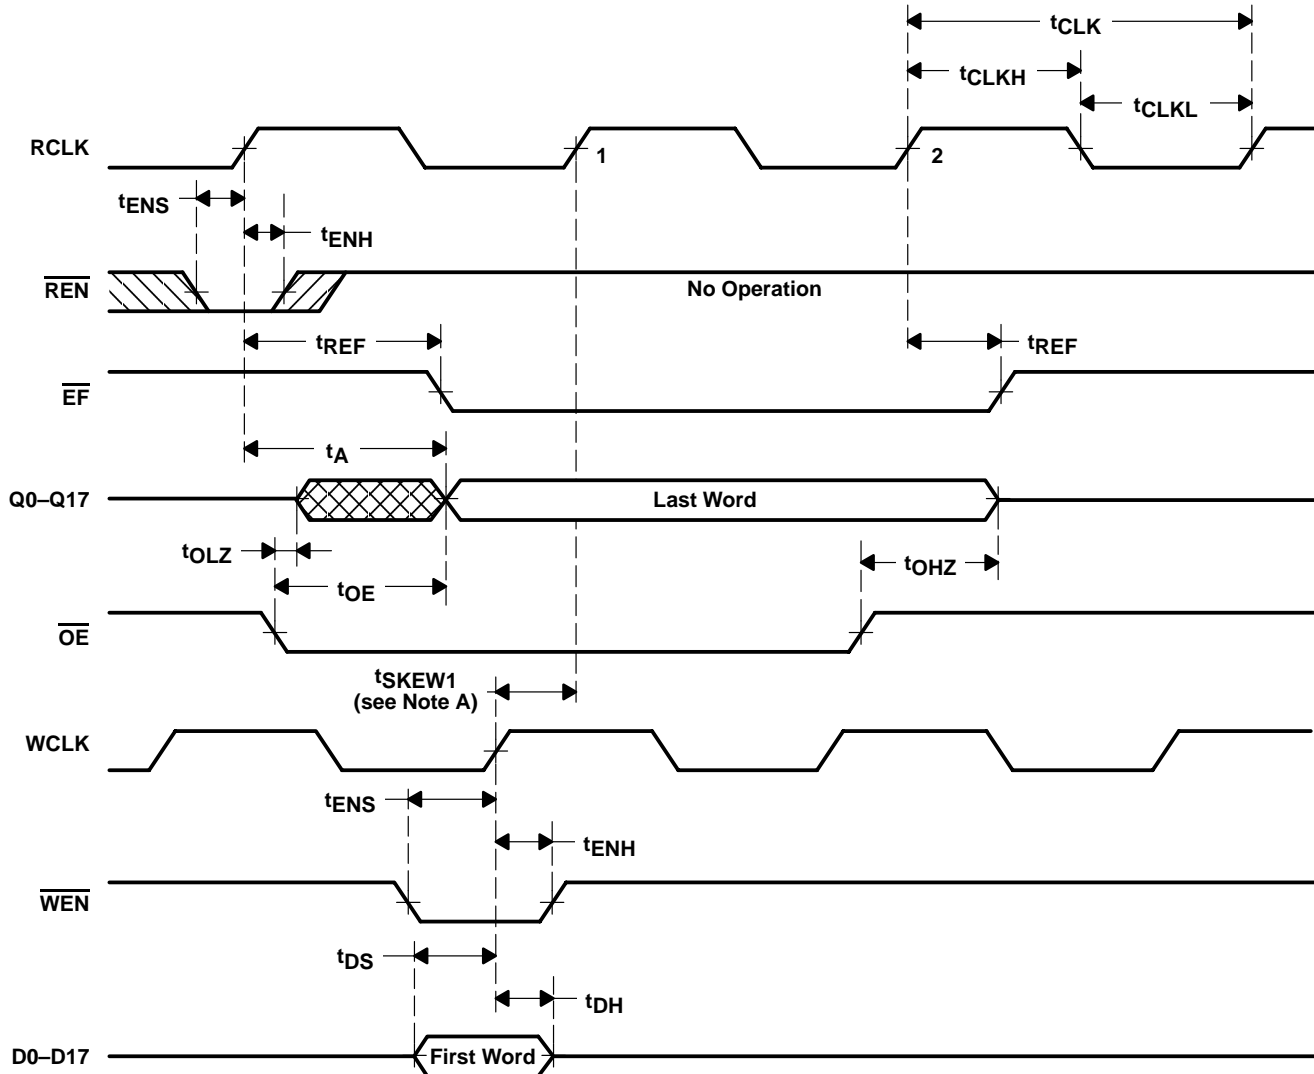 tCLK
tCLKH
tCLKL
RCLK
1
2
tENS
tENH
REN
No Operation
tREF
tREF
EF
tA
Q0–Q17
Last Word
tOLZ
tOHZ
tOE
OE
tSKEW1
(see Note A)
WCLK
tENS
tENH
WEN
tDS
tDH
D0–D17
First Word